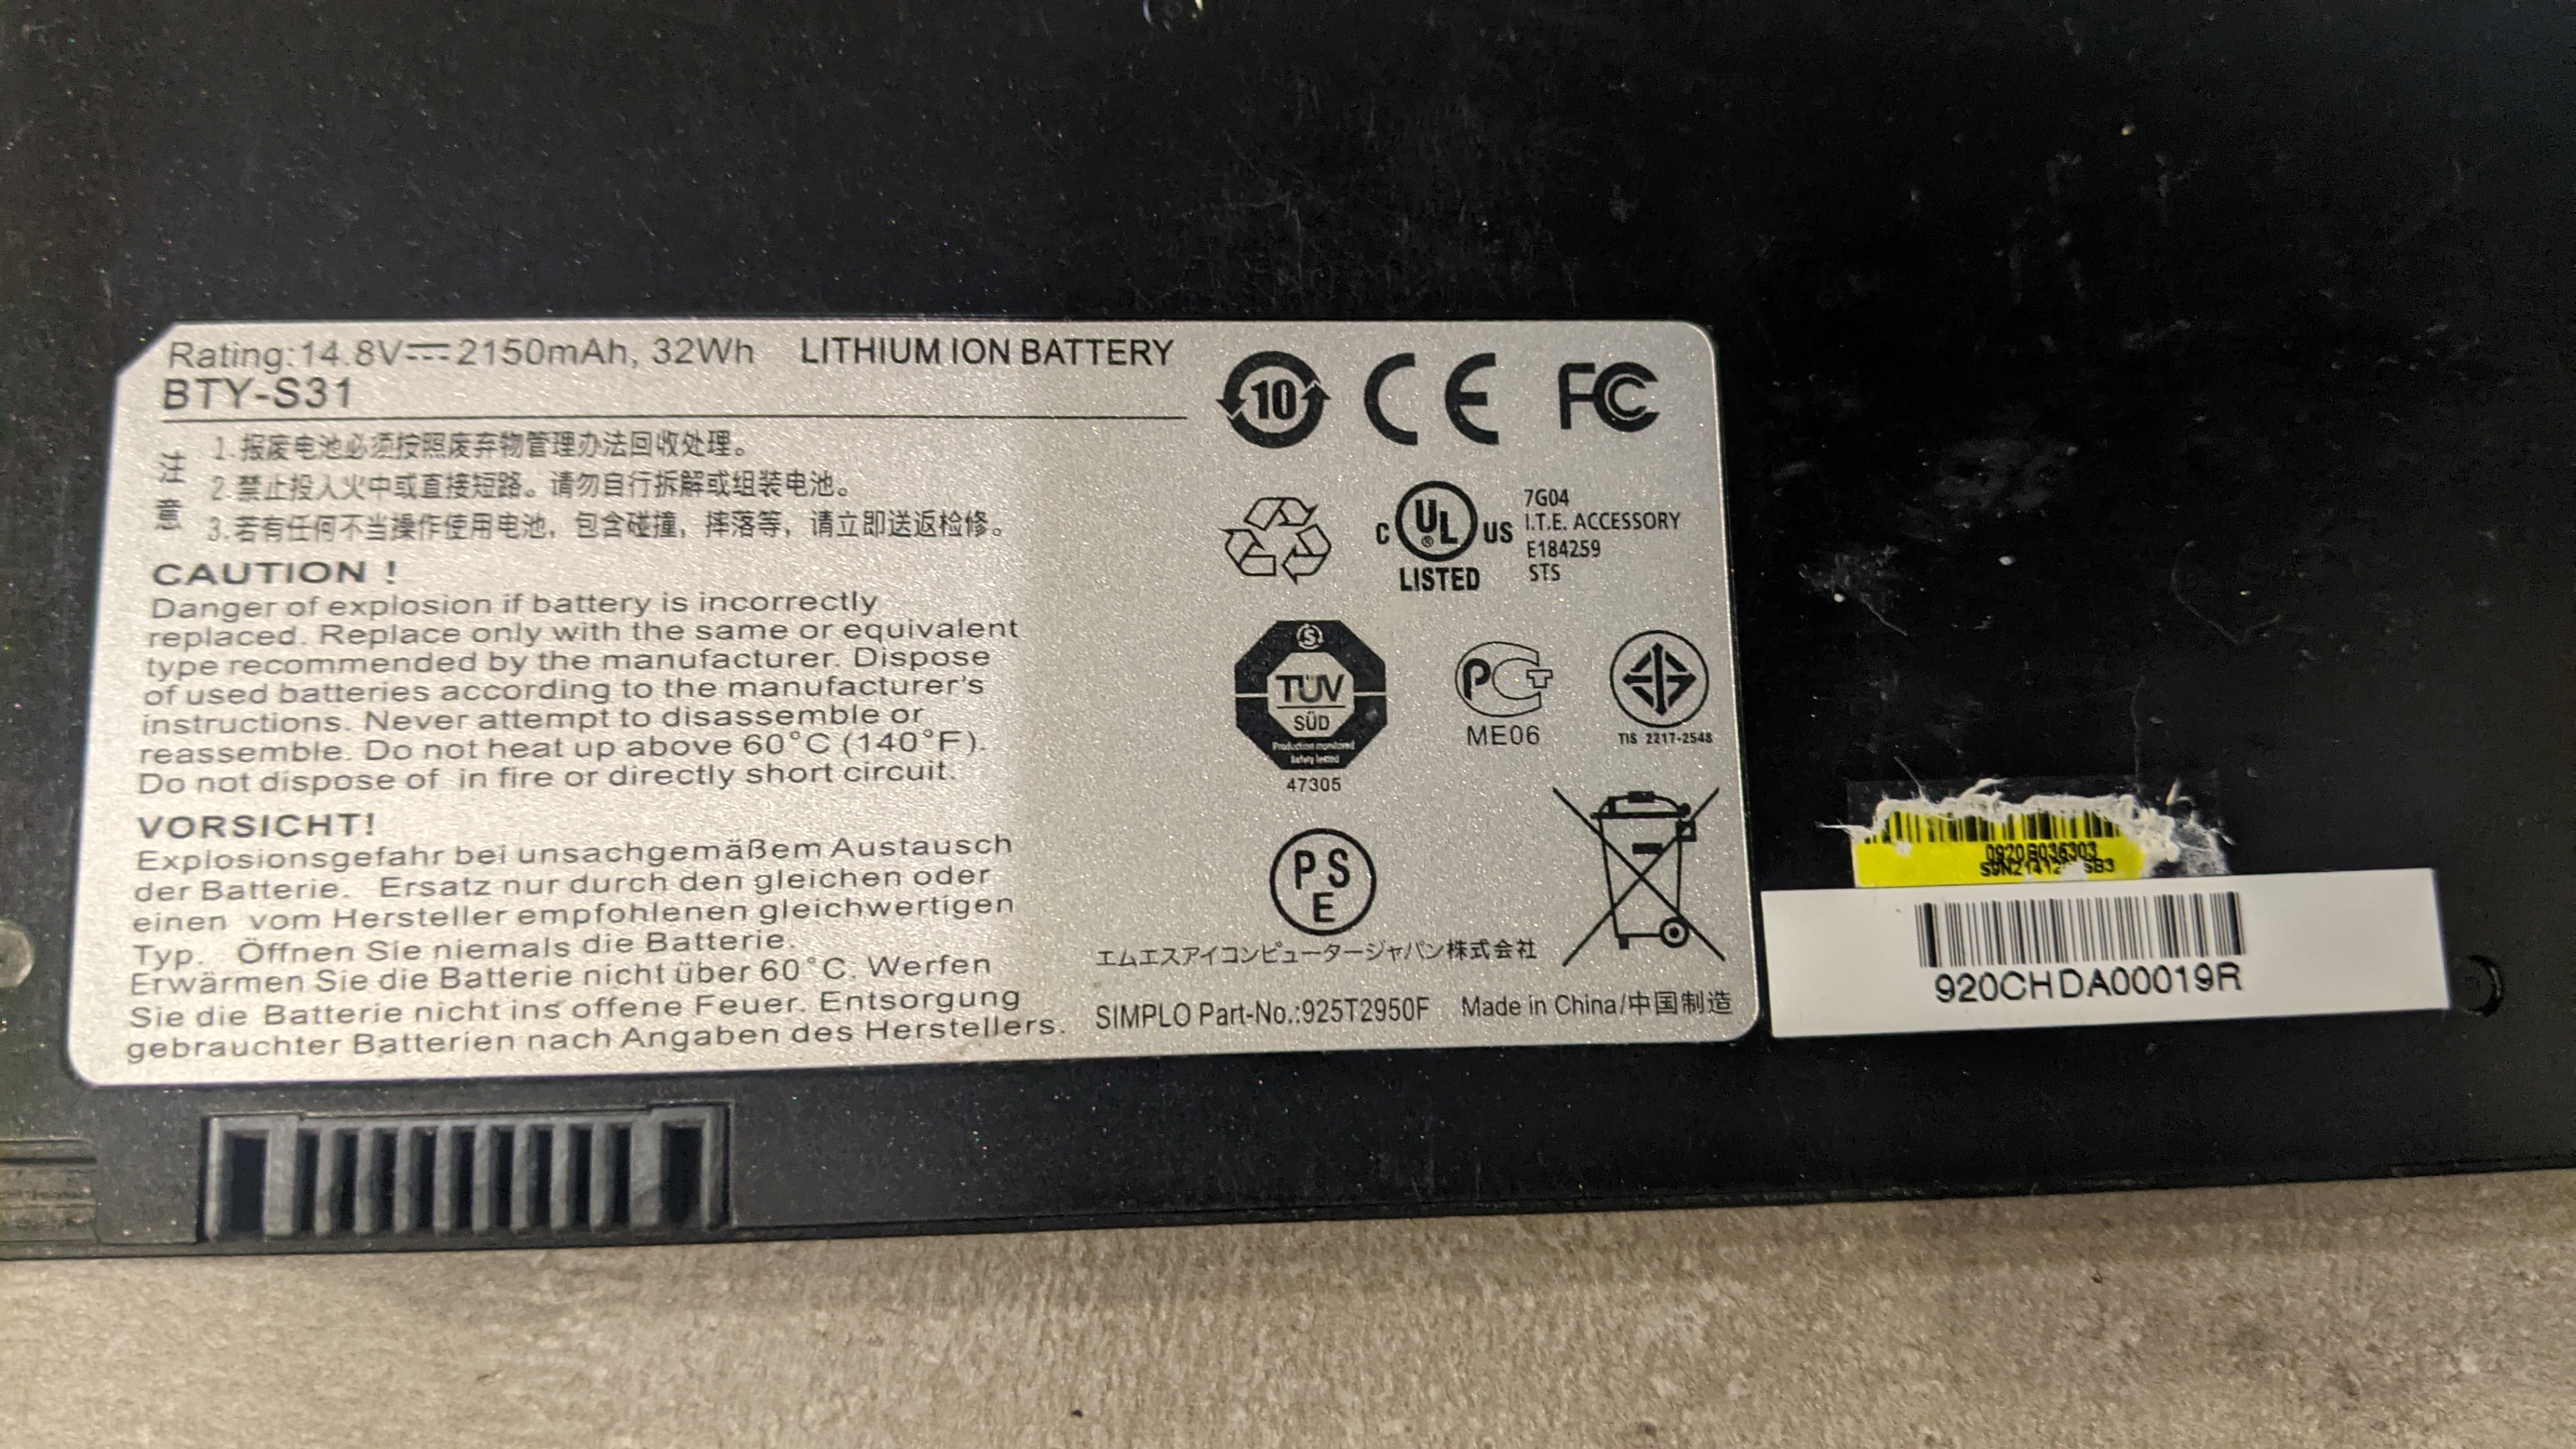 Rating:14.8V⎓2150mAh, 32Wh LITHIUM ION BATTERY
BTY-S31
注意
1.报废电池必须按照废弃物管理办法回收处理。
2.禁止投入火中或直接短路。请勿自行拆解或组装电池。
3.若有任何不当操作使用电池，包含碰撞，摔落等，请立即送返检修。
CAUTION !
Danger of explosion if battery is incorrectly
replaced. Replace only with the same or equivalent
type recommended by the manufacturer. Dispose
of used batteries according to the manufacturer's
instructions. Never attempt to disassemble or
reassemble. Do not heat up above 60°C (140°F).
Do not dispose of in fire or directly short circuit.
VORSICHT!
Explosionsgefahr bei unsachgemäßem Austausch
der Batterie. Ersatz nur durch den gleichen oder
einen vom Hersteller empfohlenen gleichwertigen
Typ. Öffnen Sie niemals die Batterie.
Erwärmen Sie die Batterie nicht über 60°C. Werfen
Sie die Batterie nicht ins offene Feuer. Entsorgung
gebrauchter Batterien nach Angaben des Herstellers.
10 CE FC
C UL US
®
LISTED
7G04
I.T.E. ACCESSORY
E184259
STS
S
TÜV
SÜD
Production monitored
Safety tested
47305
PCT
ME06
TIS 2217-2548
PS
E
エムエスアイコンピュータージャパン株式会社
SIMPLO Part-No.:925T2950F Made in China/中国制造
0920B036303
SB3
920CHDA00019R